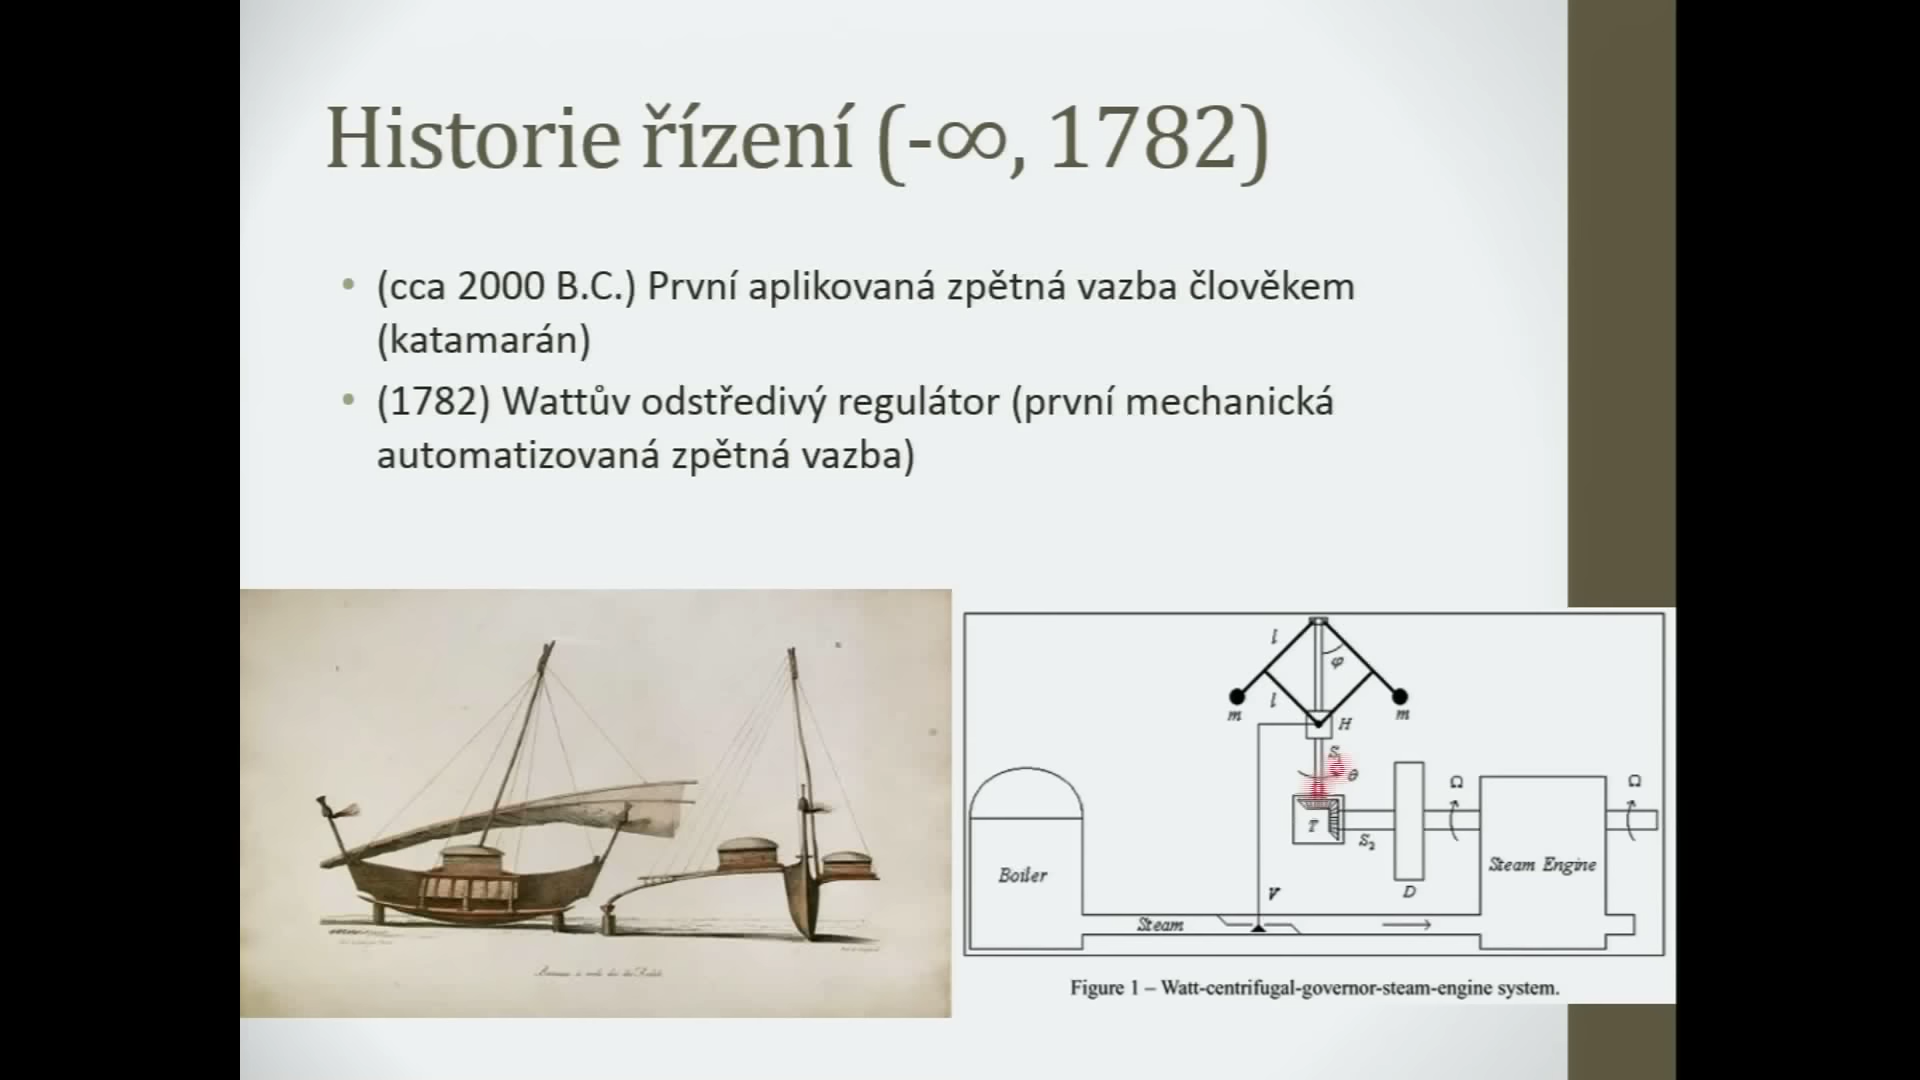 Historie řízení (-∞, 1782)
• (cca 2000 B.C.) První aplikovaná zpětná vazba člověkem
(katamarán)
• (1782) Wattův odstředivý regulátor (první mechanická
automatizovaná zpětná vazba)
l
φ
l
m
m
H
θ
Ω
Ω
T
S₂
Boiler
Steam Engine
V
D
Steam
Figure 1 – Watt-centrifugal-governor-steam-engine system.